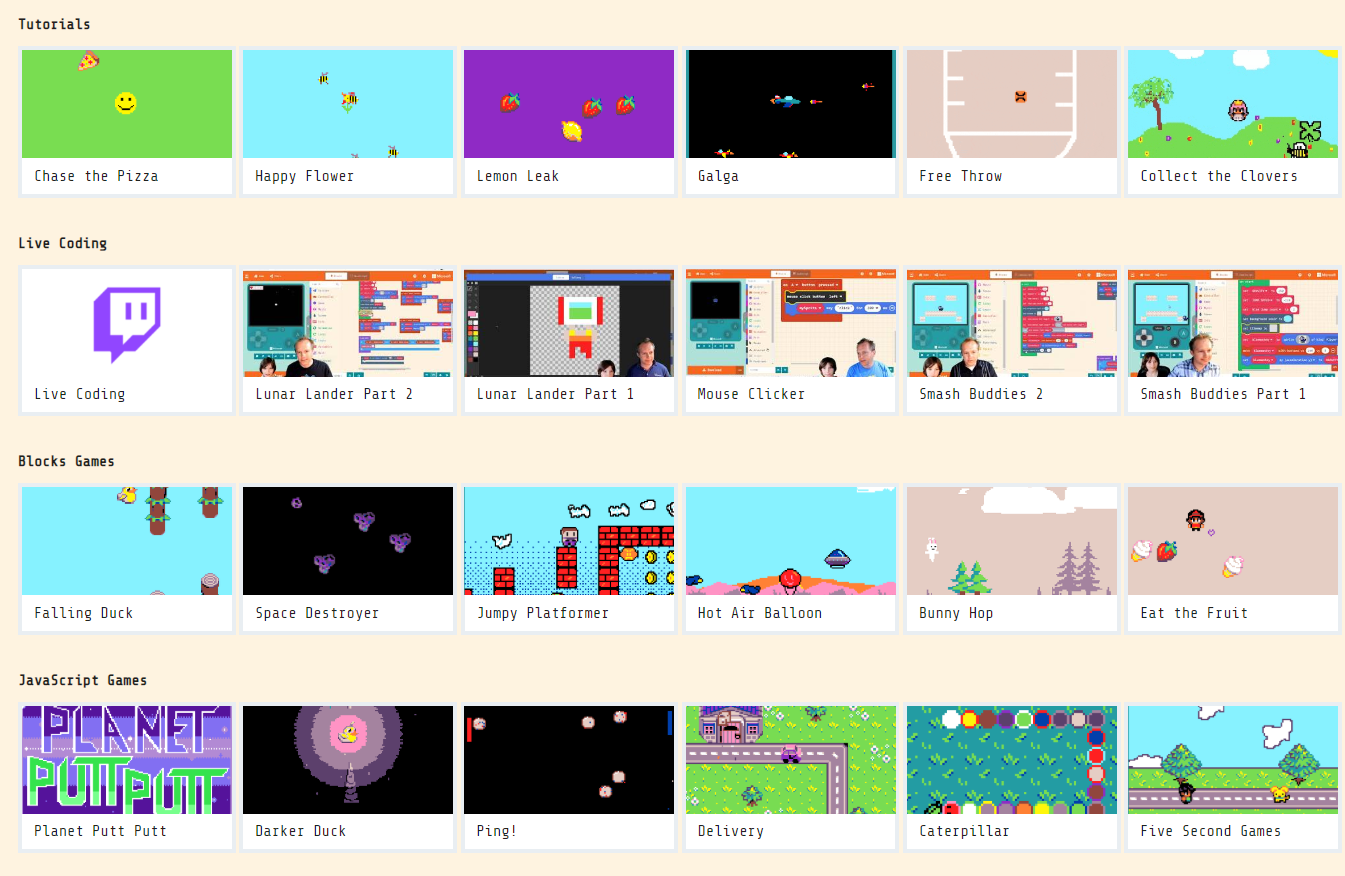 Tutorials
Chase the Pizza
Happy Flower
Lemon Leak
Galga
Free Throw
Collect the Clovers
Live Coding
Live Coding
Lunar Lander Part 2
Lunar Lander Part 1
Mouse Clicker
Smash Buddies 2
Smash Buddies Part 1
Blocks Games
Falling Duck
Space Destroyer
Jumpy Platformer
Hot Air Balloon
Bunny Hop
Eat the Fruit
JavaScript Games
PLANET
PUTT PUTT
Planet Putt Putt
Darker Duck
Ping!
Delivery
Caterpillar
Five Second Games